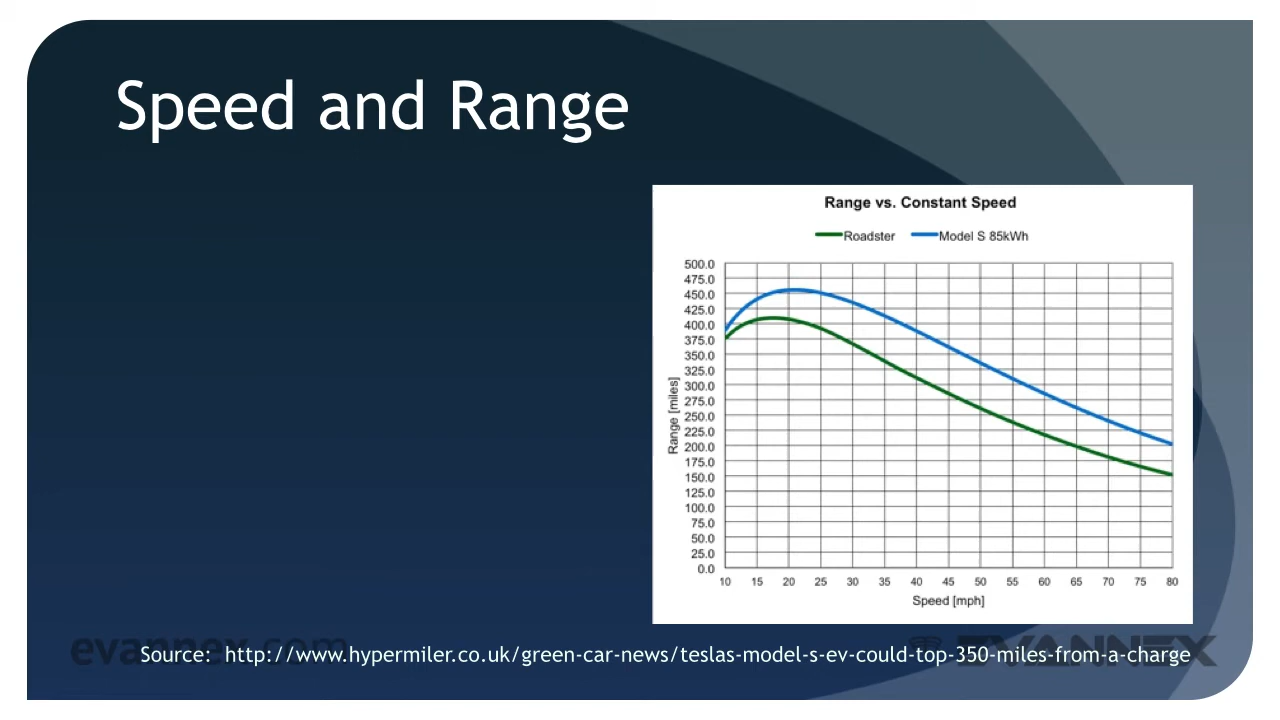 Speed and Range
Range vs. Constant Speed
Roadster Model S 85kWh
500.0
475.0
450.0
425.0
400.0
375.0
350.0
325.0
300.0
275.0
250.0
225.0
200.0
175.0
150.0
125.0
100.0
75.0
50.0
25.0
0.0
Range [miles]
10 15 20 25 30 35 40 45 50 55 60 65 70 75 80
Speed [mph]
evannex.com
EVANNEX
Source: http://www.hypermiler.co.uk/green-car-news/teslas-model-s-ev-could-top-350-miles-from-a-charge